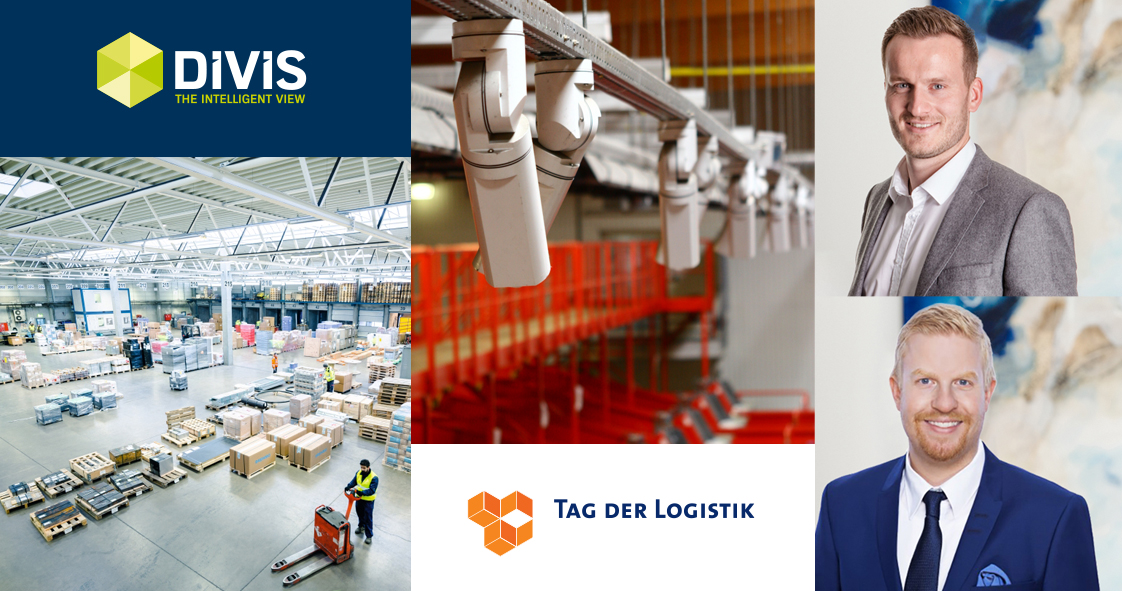 DIVIS
THE INTELLIGENT VIEW
TAG DER LOGISTIK